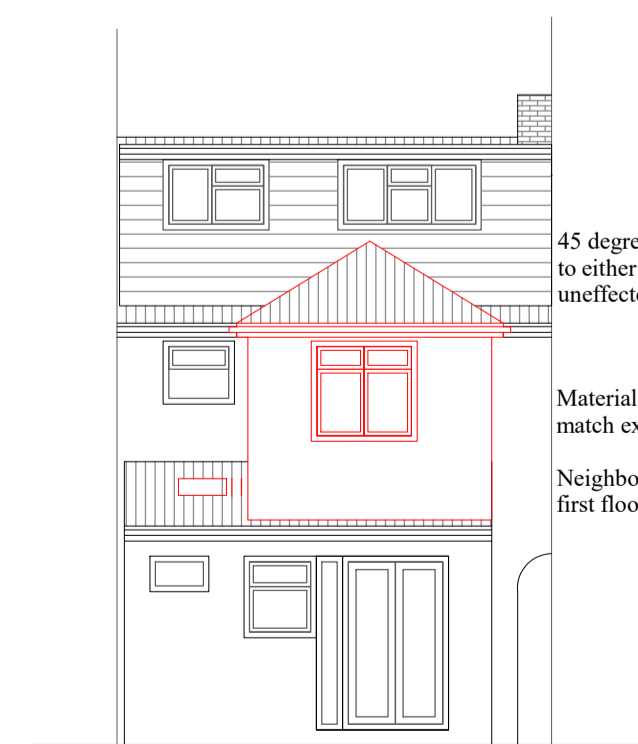 45 degre
to either
uneffecte
Material
match ex
Neighbo
first floo